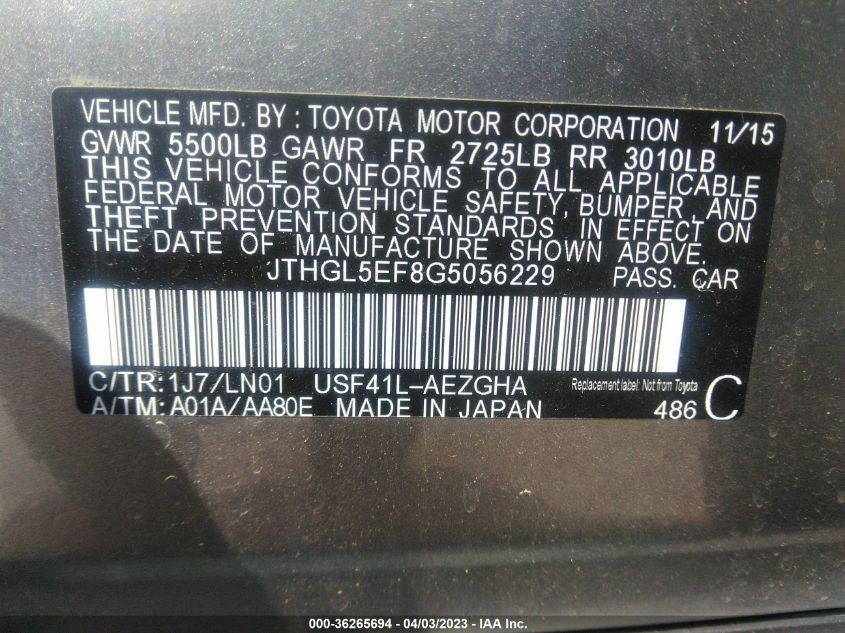 VEHICLE MFD. BY : TOYOTA MOTOR CORPORATION 11/15
GVWR 5500LB GAWR FR 2725LB RR 3010LB
THIS VEHICLE CONFORMS TO ALL APPLICABLE
FEDERAL MOTOR VEHICLE SAFETY, BUMPER, AND
THEFT PREVENTION STANDARDS IN EFFECT ON
THE DATE OF MANUFACTURE SHOWN ABOVE.
JTHGL5EF8G5056229 PASS. CAR
C/TR:1J7/LN01 USF41L-AEZGHA Replacement label: Not from Toyota
A/TM: A01A/AA80E MADE IN JAPAN 486 C
000-36265694 - 04/03/2023 - IAA Inc.